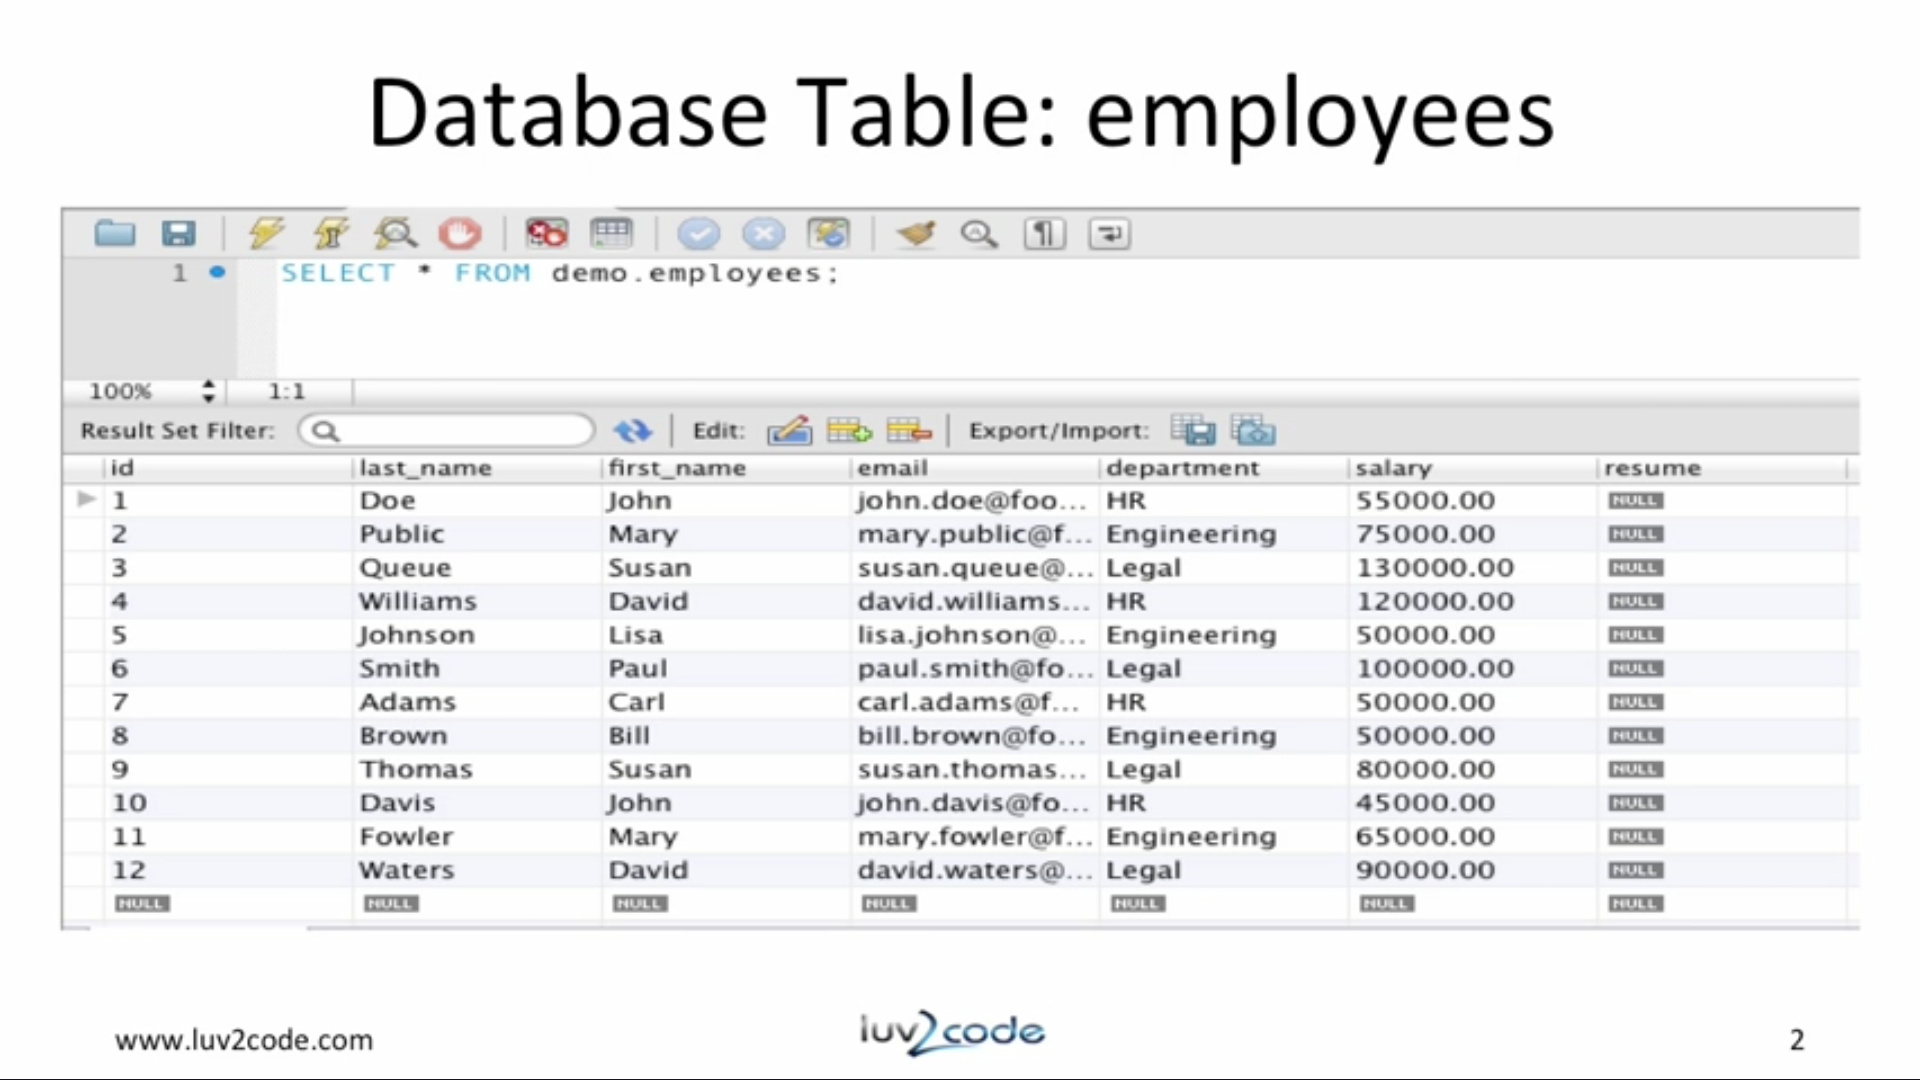 Database Table: employees
1 SELECT * FROM demo.employees;
100% 1:1
Result Set Filter: Edit: Export/Import:
id last_name first_name email department salary resume
1 Doe John john.doe@foo... HR 55000.00 NULL
2 Public Mary mary.public@f... Engineering 75000.00 NULL
3 Queue Susan susan.queue@... Legal 130000.00 NULL
4 Williams David david.williams... HR 120000.00 NULL
5 Johnson Lisa lisa.johnson@... Engineering 50000.00 NULL
6 Smith Paul paul.smith@fo... Legal 100000.00 NULL
7 Adams Carl carl.adams@f... HR 50000.00 NULL
8 Brown Bill bill.brown@fo... Engineering 50000.00 NULL
9 Thomas Susan susan.thomas... Legal 80000.00 NULL
10 Davis John john.davis@fo... HR 45000.00 NULL
11 Fowler Mary mary.fowler@f... Engineering 65000.00 NULL
12 Waters David david.waters@... Legal 90000.00 NULL
NULL NULL NULL NULL NULL NULL NULL
www.luv2code.com luv2code 2